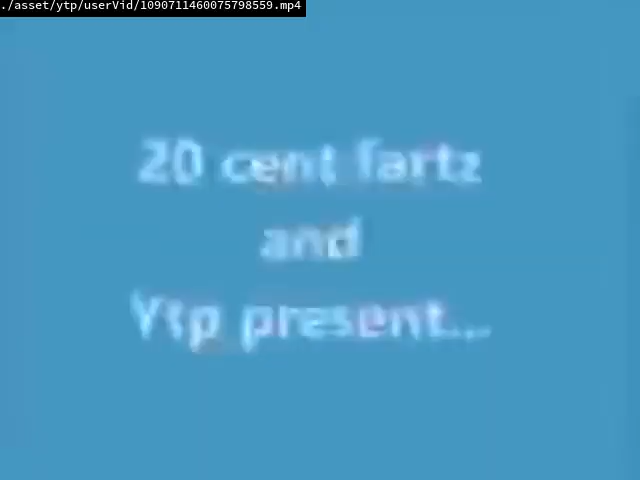 ./asset/ytp/userVid/1090711460075798559.mp4
20 cent fartz
and
Ytp present...